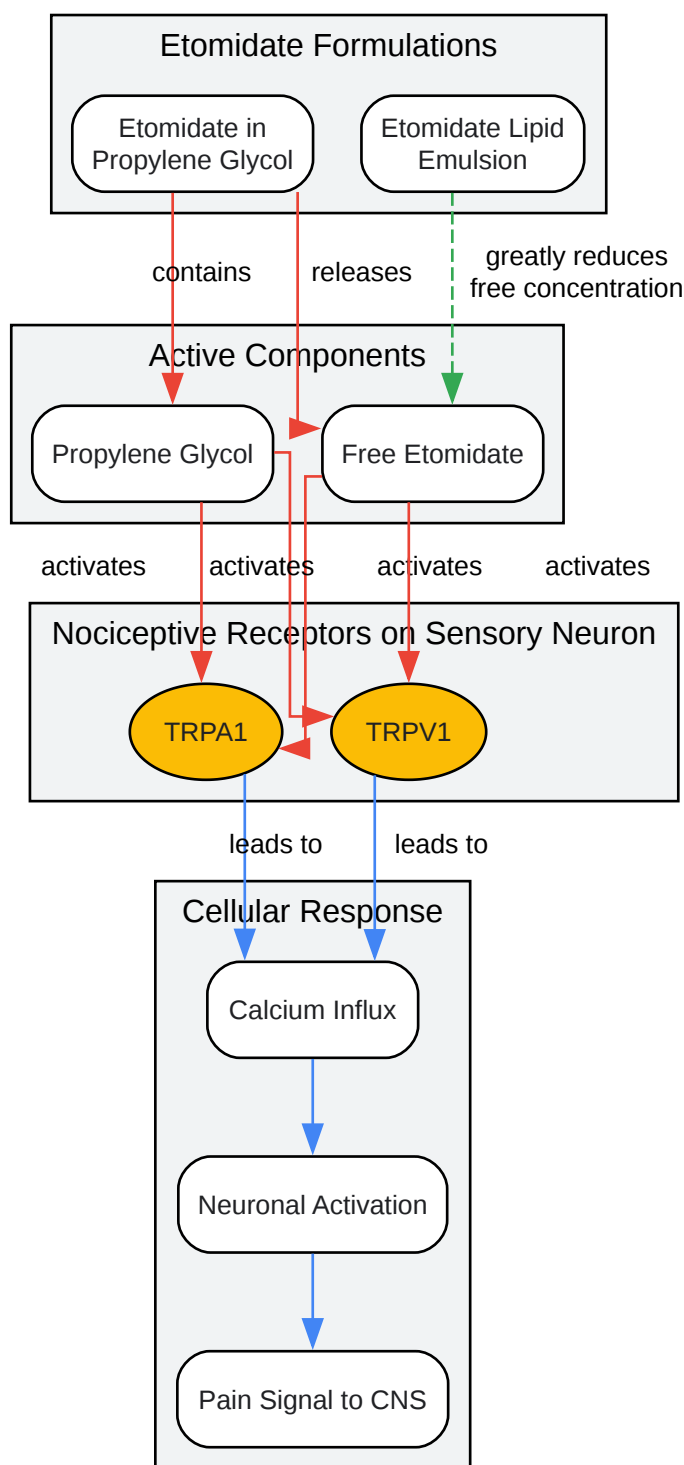 Etomidate Formulations
Etomidate in
Propylene Glycol
Etomidate Lipid
Emulsion
contains
releases
greatly reduces
free concentration
Active Components
Propylene Glycol
Free Etomidate
activates
activates
activates
activates
Nociceptive Receptors on Sensory Neuron
TRPA1
TRPV1
leads to
leads to
Cellular Response
Calcium Influx
Neuronal Activation
Pain Signal to CNS